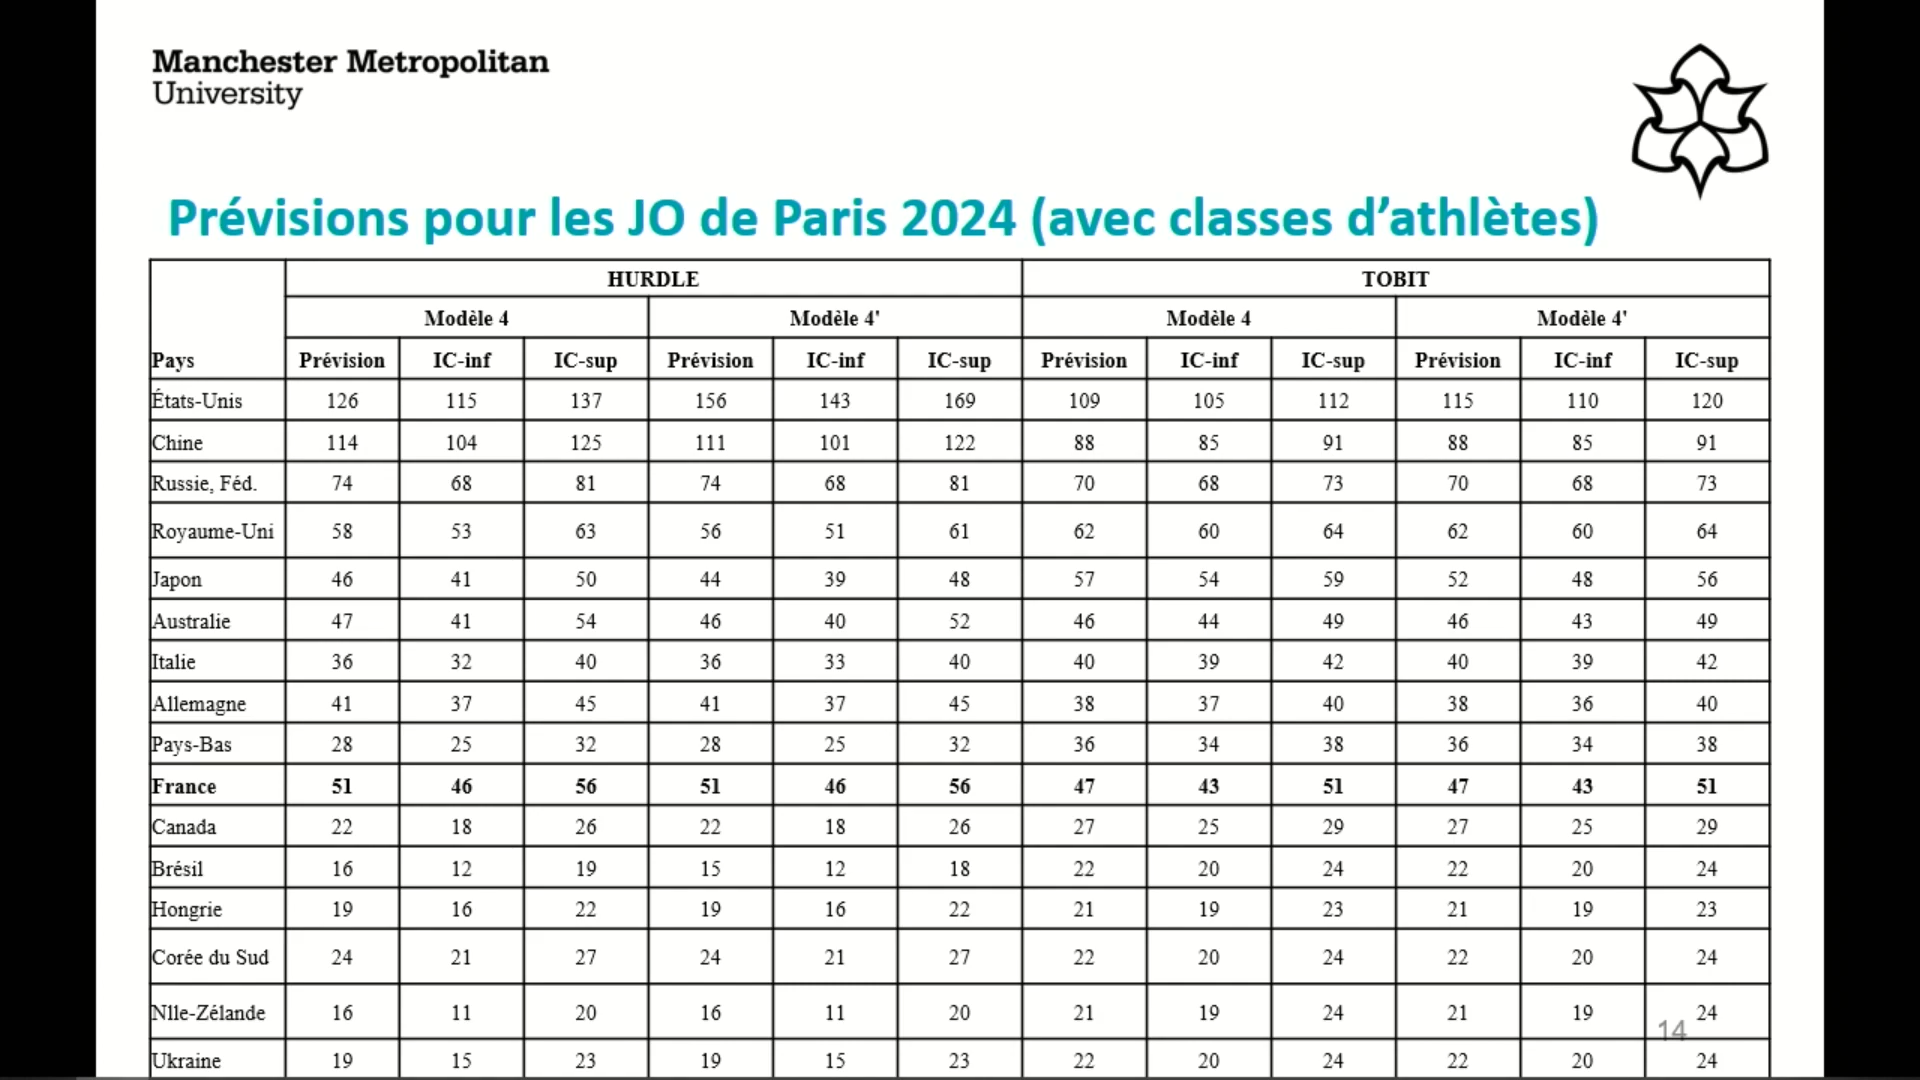 Manchester Metropolitan
University
Prévisions pour les JO de Paris 2024 (avec classes d'athlètes)
HURDLE TOBIT
Modèle 4 Modèle 4' Modèle 4 Modèle 4'
Pays Prévision IC-inf IC-sup Prévision IC-inf IC-sup Prévision IC-inf IC-sup Prévision IC-inf IC-sup
États-Unis 126 115 137 156 143 169 109 105 112 115 110 120
Chine 114 104 125 111 101 122 88 85 91 88 85 91
Russie, Féd. 74 68 81 74 68 81 70 68 73 70 68 73
Royaume-Uni 58 53 63 56 51 61 62 60 64 62 60 64
Japon 46 41 50 44 39 48 57 54 59 52 48 56
Australie 47 41 54 46 40 52 46 44 49 46 43 49
Italie 36 32 40 36 33 40 40 39 42 40 39 42
Allemagne 41 37 45 41 37 45 38 37 40 38 36 40
Pays-Bas 28 25 32 28 25 32 36 34 38 36 34 38
France 51 46 56 51 46 56 47 43 51 47 43 51
Canada 22 18 26 22 18 26 27 25 29 27 25 29
Brésil 16 12 19 15 12 18 22 20 24 22 20 24
Hongrie 19 16 22 19 16 22 21 19 23 21 19 23
Corée du Sud 24 21 27 24 21 27 22 20 24 22 20 24
Nlle-Zélande 16 11 20 16 11 20 21 19 24 21 19 24
14
Ukraine 19 15 23 19 15 23 22 20 24 22 20 24